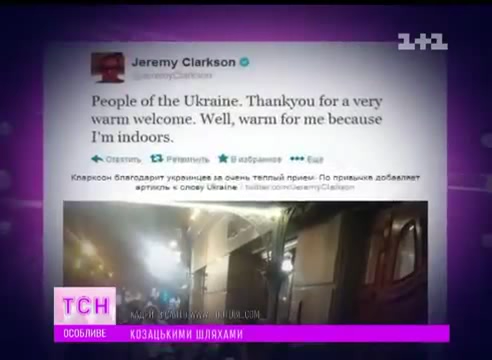 1+1
Jeremy Clarkson
@JeremyClarkson
People of the Ukraine. Thankyou for a very
warm welcome. Well, warm for me because
I'm indoors.
Ответить Ретвитнуть В избранное Еще
Кларксон благодарит украинцев за очень теплый прием. По привычке добавляет
артикль к слову Ukraine / twitter.com/JeremyClarkson
ТСН
ОСОБЛИВЕ
КОЗАЦЬКИМИ ШЛЯХАМИ